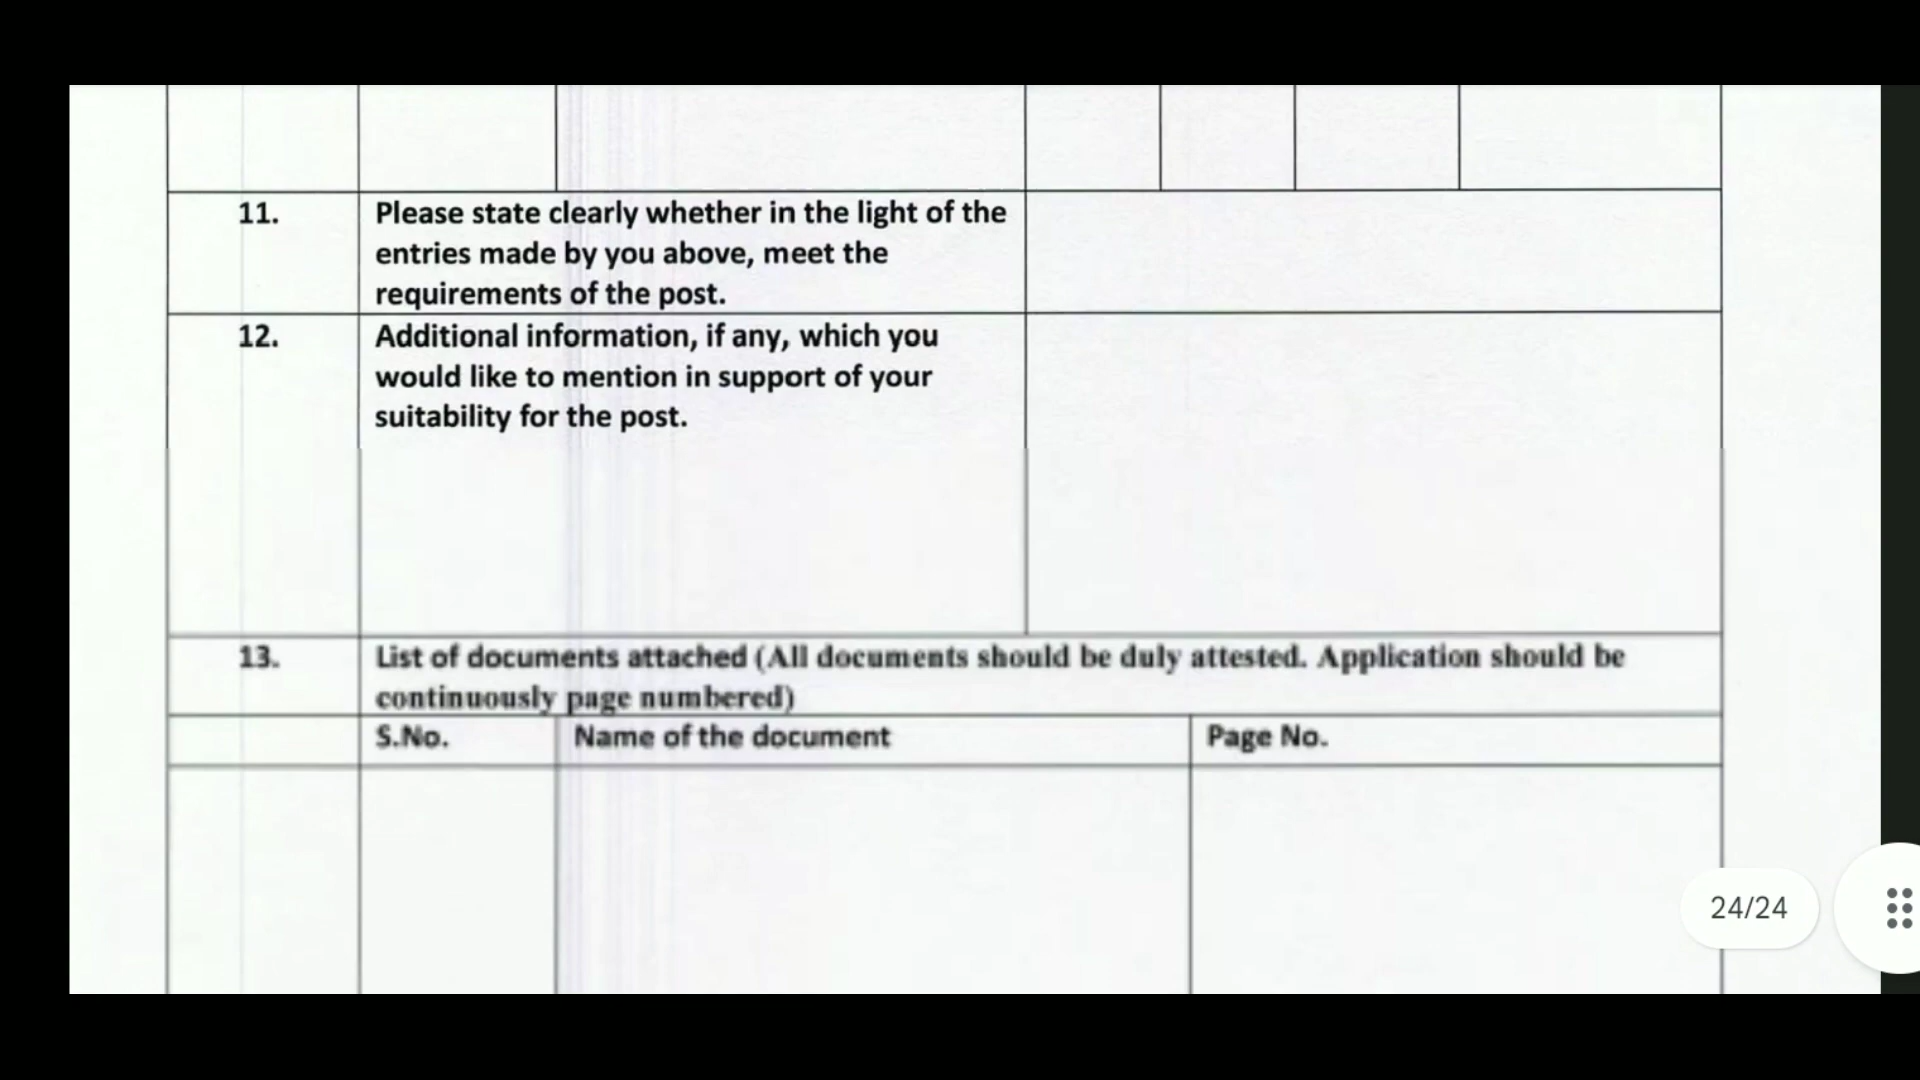 11. Please state clearly whether in the light of the
entries made by you above, meet the
requirements of the post.
12. Additional information, if any, which you
would like to mention in support of your
suitability for the post.
13. List of documents attached (All documents should be duly attested. Application should be
continuously page numbered)
S.No. Name of the document Page No.
24/24